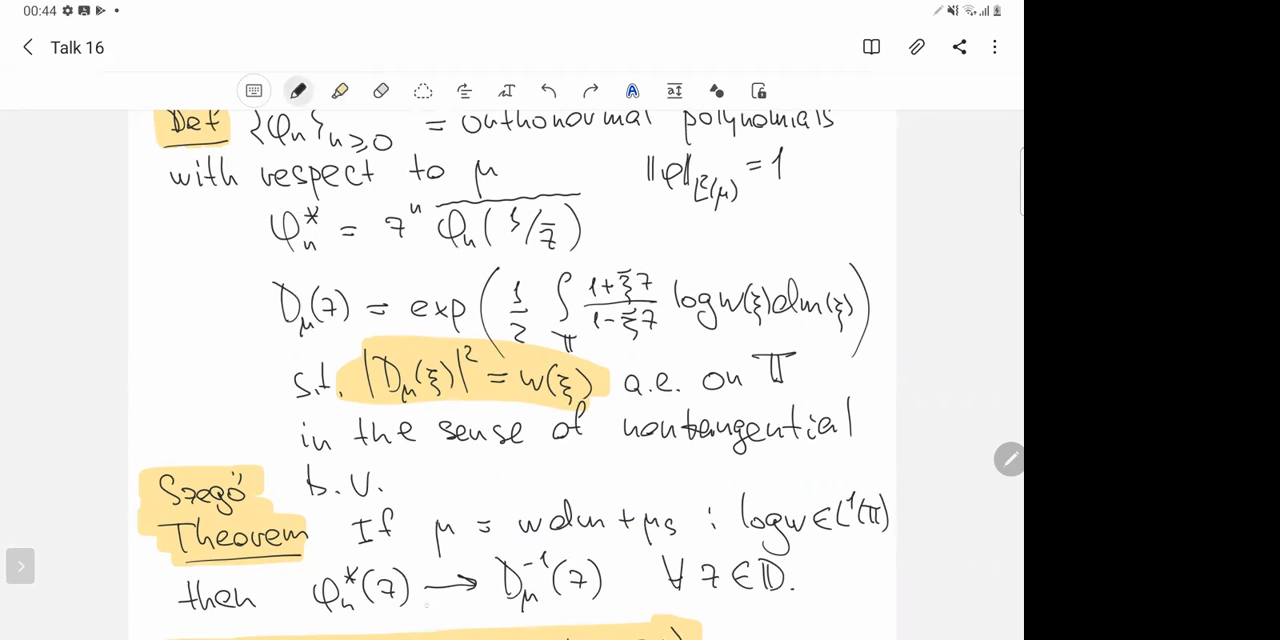 00:44
Talk 16
Def {φn}n≥0 = orthonormal polynomials
with respect to μ ‖φ‖L²(μ) = 1
φn* = zⁿ φn(1/z̄)‾
Dμ(z) = exp( 1/2 ∫𝕋 (1+ξ̄z)/(1-ξ̄z) log w(ξ) dm(ξ) )
s.t. |Dμ(ξ)|² = w(ξ) a.e. on 𝕋
in the sense of nontangential
b.v.
Szegő
Theorem If μ = w dm + μs : log w ∈ L¹(𝕋)
then φn*(z) → Dμ⁻¹(z) ∀ z ∈ 𝔻.